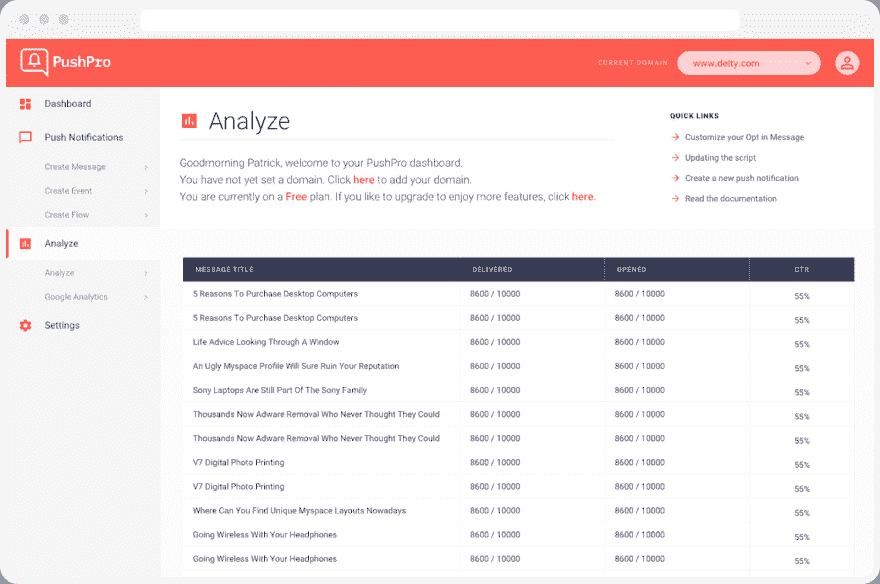 PushPro
CURRENT DOMAIN
www.delty.com
Dashboard
Push Notifications
Create Message
Create Event
Create Flow
Analyze
Analyze
Google Analytics
Settings
Analyze
Goodmorning Patrick, welcome to your PushPro dashboard.
You have not yet set a domain. Click here to add your domain.
You are currently on a Free plan. If you like to upgrade to enjoy more features, click here.
QUICK LINKS
Customize your Opt in Message
Updating the script
Create a new push notification
Read the documentation
MESSAGE TITLE DELIVERED OPENED CTR
5 Reasons To Purchase Desktop Computers 8600 / 10000 8600 / 10000 55%
5 Reasons To Purchase Desktop Computers 8600 / 10000 8600 / 10000 55%
Life Advice Looking Through A Window 8600 / 10000 8600 / 10000 55%
An Ugly Myspace Profile Will Sure Ruin Your Reputation 8600 / 10000 8600 / 10000 55%
Sony Laptops Are Still Part Of The Sony Family 8600 / 10000 8600 / 10000 55%
Thousands Now Adware Removal Who Never Thought They Could 8600 / 10000 8600 / 10000 55%
Thousands Now Adware Removal Who Never Thought They Could 8600 / 10000 8600 / 10000 55%
V7 Digital Photo Printing 8600 / 10000 8600 / 10000 55%
V7 Digital Photo Printing 8600 / 10000 8600 / 10000 55%
Where Can You Find Unique Myspace Layouts Nowadays 8600 / 10000 8600 / 10000 55%
Going Wireless With Your Headphones 8600 / 10000 8600 / 10000 55%
Going Wireless With Your Headphones 8600 / 10000 8600 / 10000 55%